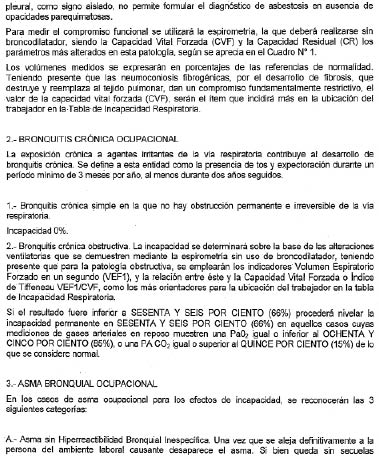 pleural, como signo aislado, no permite formular el diagnóstico de asbestosis en ausencia de
opacidades parequimatosas.
Para medir el compromiso funcional se utilizará la espirometría, la que deberá realizarse sin
broncodilatador, siendo la Capacidad Vital Forzada (CVF) y la Capacidad Residual (CR) los
parámetros más alterados en esta patología, según se aprecia en el Cuadro N° 1.
Los volúmenes medidos se expresarán en porcentajes de las referencias de normalidad.
Teniendo presente que las neumoconiosis fibrogénicas, por el desarrollo de fibrosis, que
destruye y reemplaza al tejido pulmonar, dan un compromiso fundamentalmente restrictivo, el
valor de la capacidad vital forzada (CVF), serán el ítem que incidirá más en la ubicación del
trabajador en la Tabla de Incapacidad Respiratoria.
2.- BRONQUITIS CRÓNICA OCUPACIONAL
La exposición crónica a agentes irritantes de la vía respiratoria contribuye al desarrollo de
bronquitis crónica. Se define a esta entidad como la presencia de tos y expectoración durante un
período mínimo de 3 meses por año, al menos durante dos años seguidos.
1.- Bronquitis crónica simple en la que no hay obstrucción permanente e irreversible de la vía
respiratoria.
Incapacidad 0%.
2.- Bronquitis crónica obstructiva. La incapacidad se determinará sobre la base de las alteraciones
ventilatorias que se demuestren mediante la espirometría sin uso de broncodilatador, teniendo
presente que para la patología obstructiva, se emplearán los indicadores Volumen Espiratorio
Forzado en un segundo (VEF1), y la relación entre éste y la Capacidad Vital Forzada o Índice
de Tiffeneau VEF1/CVF, como los más orientadores para la ubicación del trabajador en la tabla
de Incapacidad Respiratoria.
Si el resultado fuere inferior a SESENTA Y SEIS POR CIENTO (66%) procederá nivelar la
incapacidad permanente en SESENTA Y SEIS POR CIENTO (66%) en aquellos casos cuyas
mediciones de gases arteriales en reposo muestren una Pa0₂ igual o inferior al OCHENTA Y
CINCO POR CIENTO (85%), o una PA CO₂ igual o superior al QUINCE POR CIENTO (15%) de lo
que se considere normal.
3.- ASMA BRONQUIAL OCUPACIONAL
En los casos de asma ocupacional para los efectos de incapacidad, se reconocerán las 3
siguientes categorías:
A.- Asma sin Hiperreactibilidad Bronquial Inespecífica. Una vez que se aleja definitivamente a la
persona del ambiente laboral causante desaparece el asma. Si bien queda sin secuelas